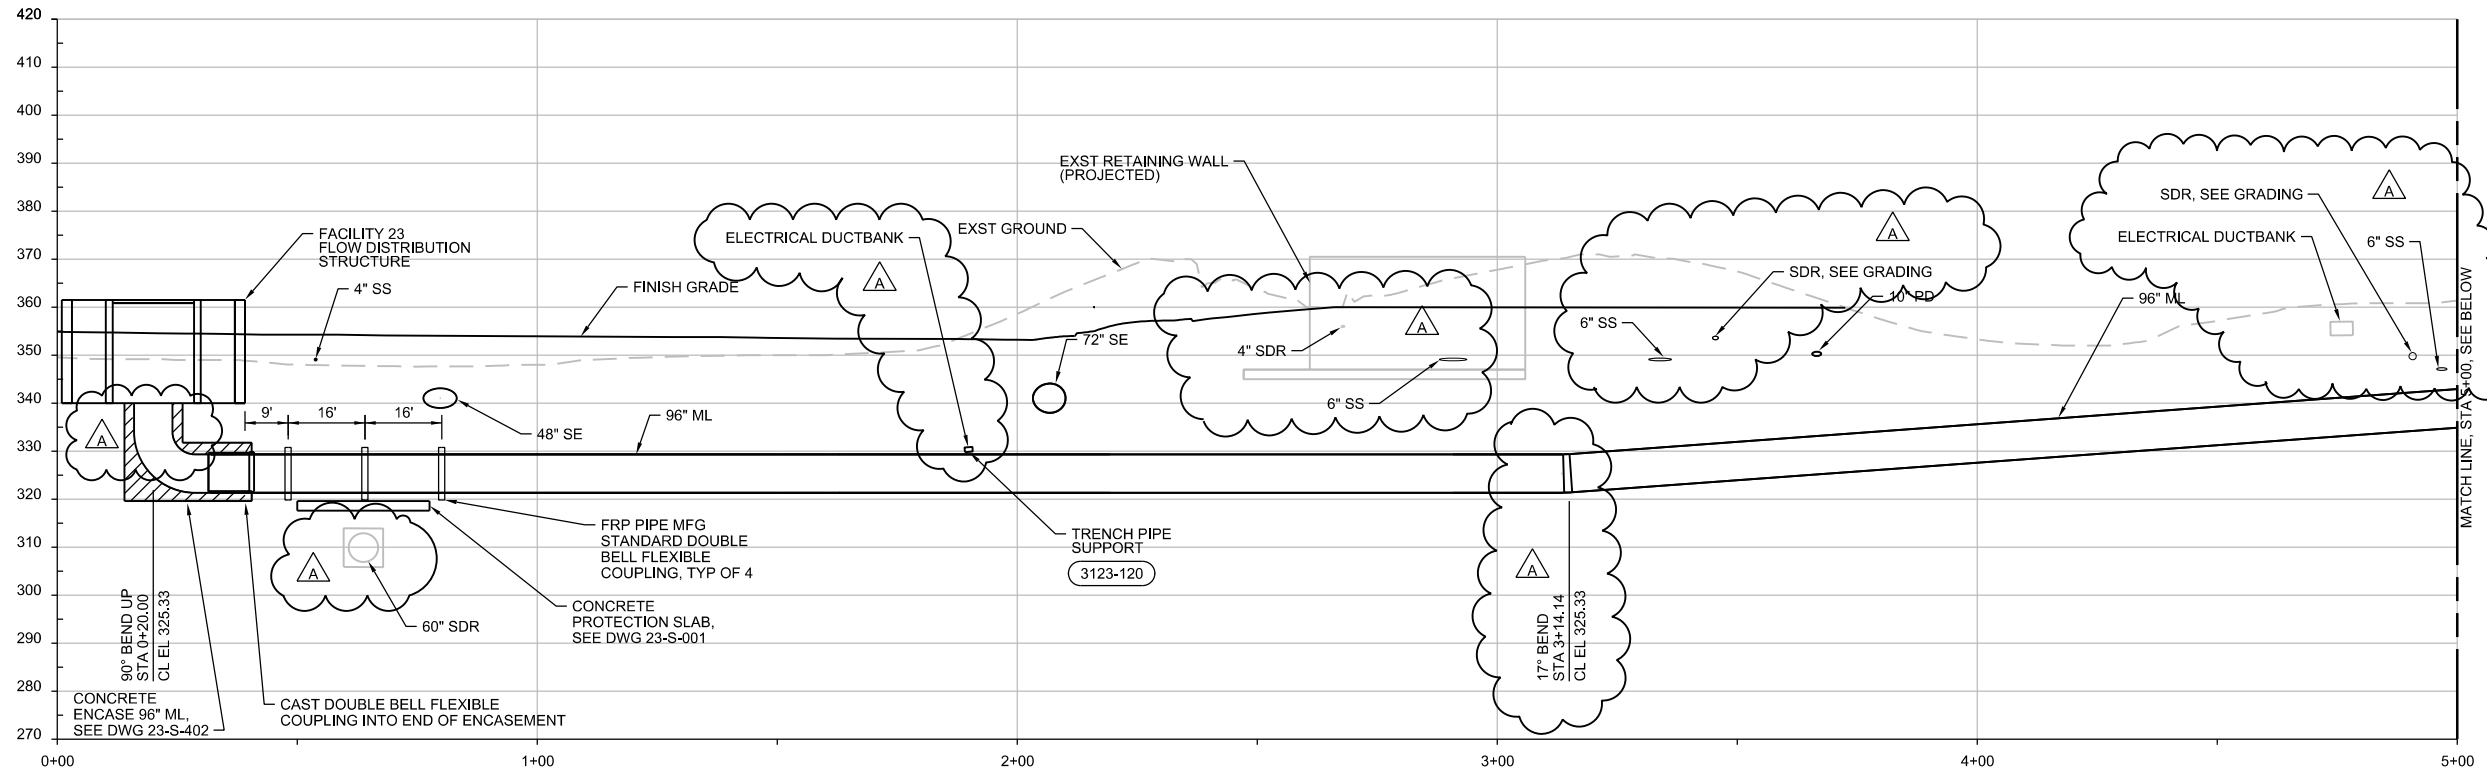 420
410
400
390
380
370
360
350
340
330
320
310
300
290
280
270
0+00
1+00
2+00
3+00
4+00
5+00
FACILITY 23
FLOW DISTRIBUTION
STRUCTURE
4" SS
FINISH GRADE
ELECTRICAL DUCTBANK
A
EXST GROUND
EXST RETAINING WALL
(PROJECTED)
72" SE
4" SDR
6" SS
A
6" SS
SDR, SEE GRADING
10" PD
A
96" ML
ELECTRICAL DUCTBANK
SDR, SEE GRADING
6" SS
A
MATCH LINE, STA 5+00, SEE BELOW
A
9'
16'
16'
48" SE
96" ML
FRP PIPE MFG
STANDARD DOUBLE
BELL FLEXIBLE
COUPLING, TYP OF 4
TRENCH PIPE
SUPPORT
3123-120
A
60" SDR
CONCRETE
PROTECTION SLAB,
SEE DWG 23-S-001
90° BEND UP
STA 0+20.00
CL EL 325.33
CONCRETE
ENCASE 96" ML,
SEE DWG 23-S-402
CAST DOUBLE BELL FLEXIBLE
COUPLING INTO END OF ENCASEMENT
A
17° BEND
STA 3+14.14
CL EL 325.33